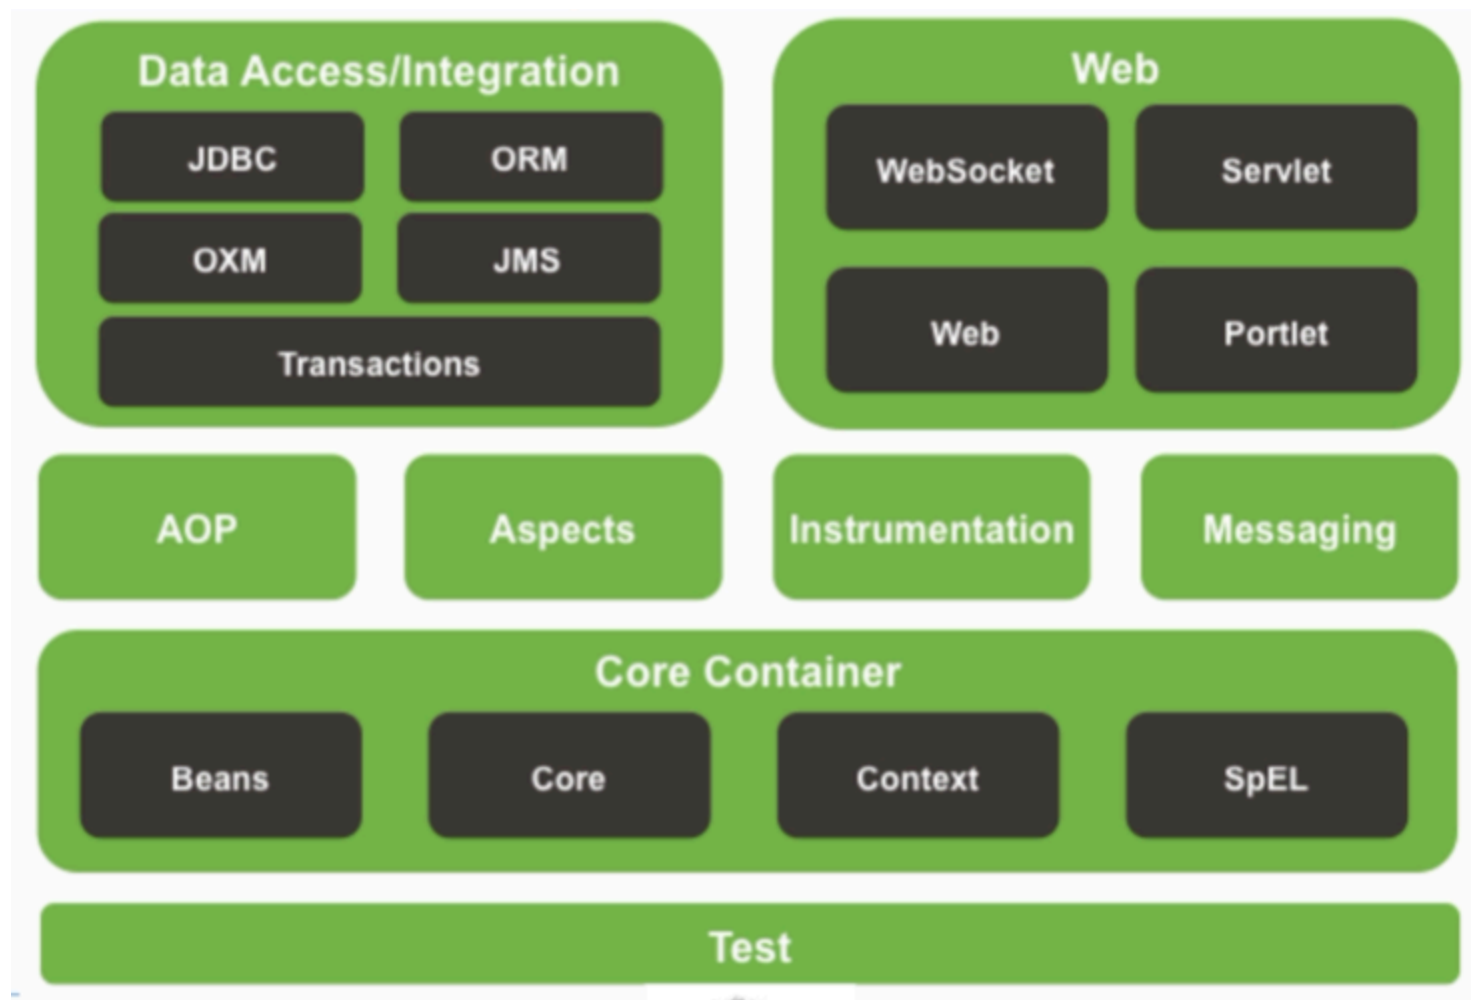 Data Access/Integration
JDBC
ORM
OXM
JMS
Transactions
Web
WebSocket
Servlet
Web
Portlet
AOP
Aspects
Instrumentation
Messaging
Core Container
Beans
Core
Context
SpEL
Test